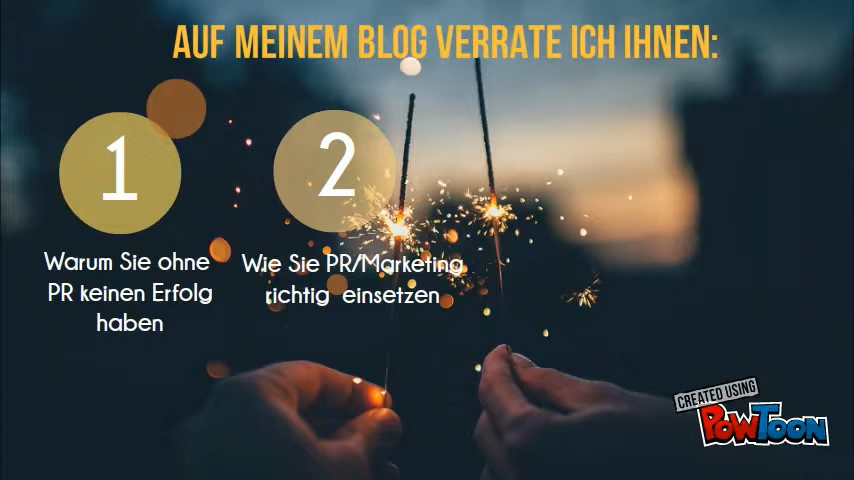 AUF MEINEM BLOG VERRATE ICH IHNEN:
1
Warum Sie ohne
PR keinen Erfolg
haben
2
Wie Sie PR/Marketing
richtig einsetzen
CREATED USING
POWTOON